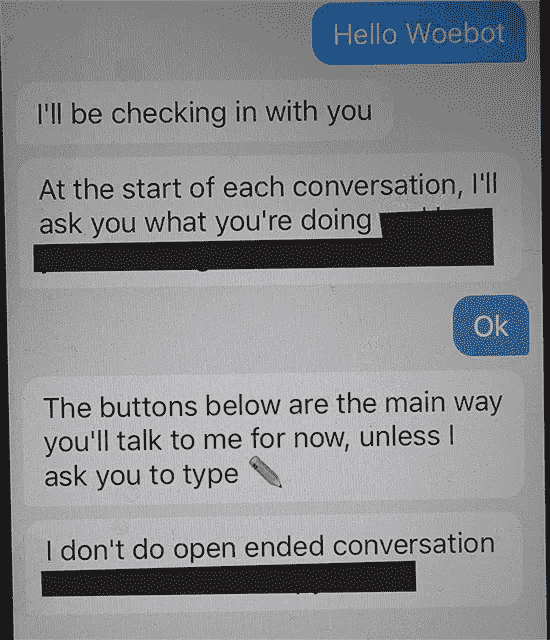 Hello Woebot
I'll be checking in with you
At the start of each conversation, I'll
ask you what you're doing
Ok
The buttons below are the main way
you'll talk to me for now, unless I
ask you to type
I don't do open ended conversation